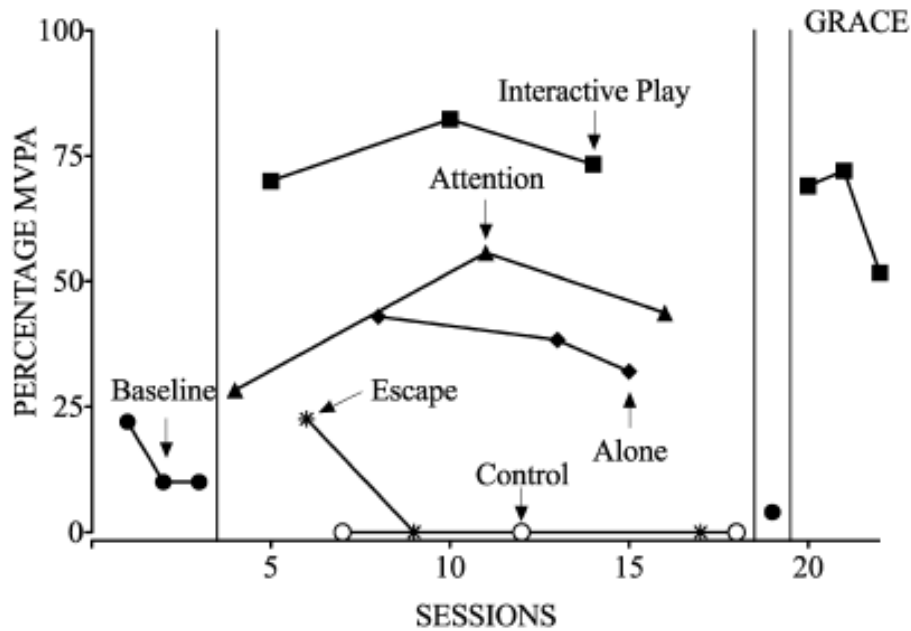 GRACE
100
Interactive Play
75
Attention
PERCENTAGE MVPA
50
Baseline
Escape
25
Alone
Control
0
5 10 15 20
SESSIONS